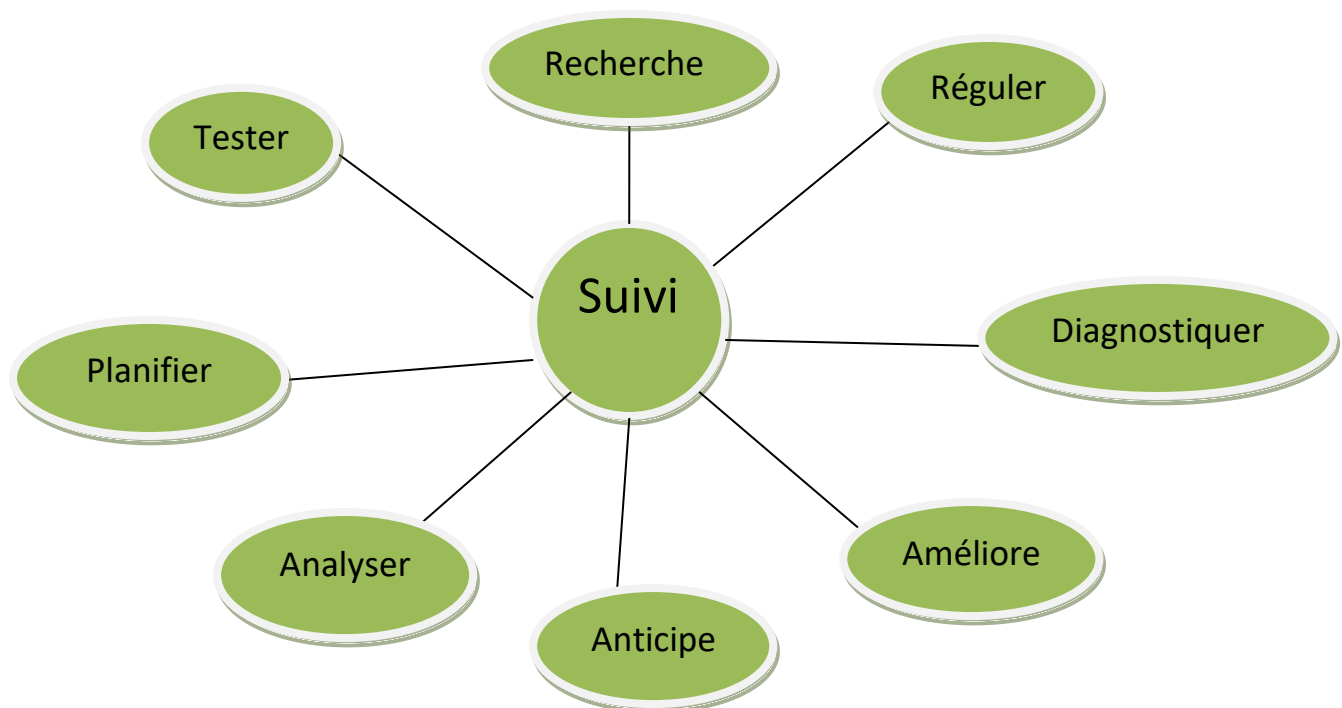 Recherche
Réguler
Tester
Suivi
Diagnostiquer
Planifier
Analyser
Améliore
Anticipe